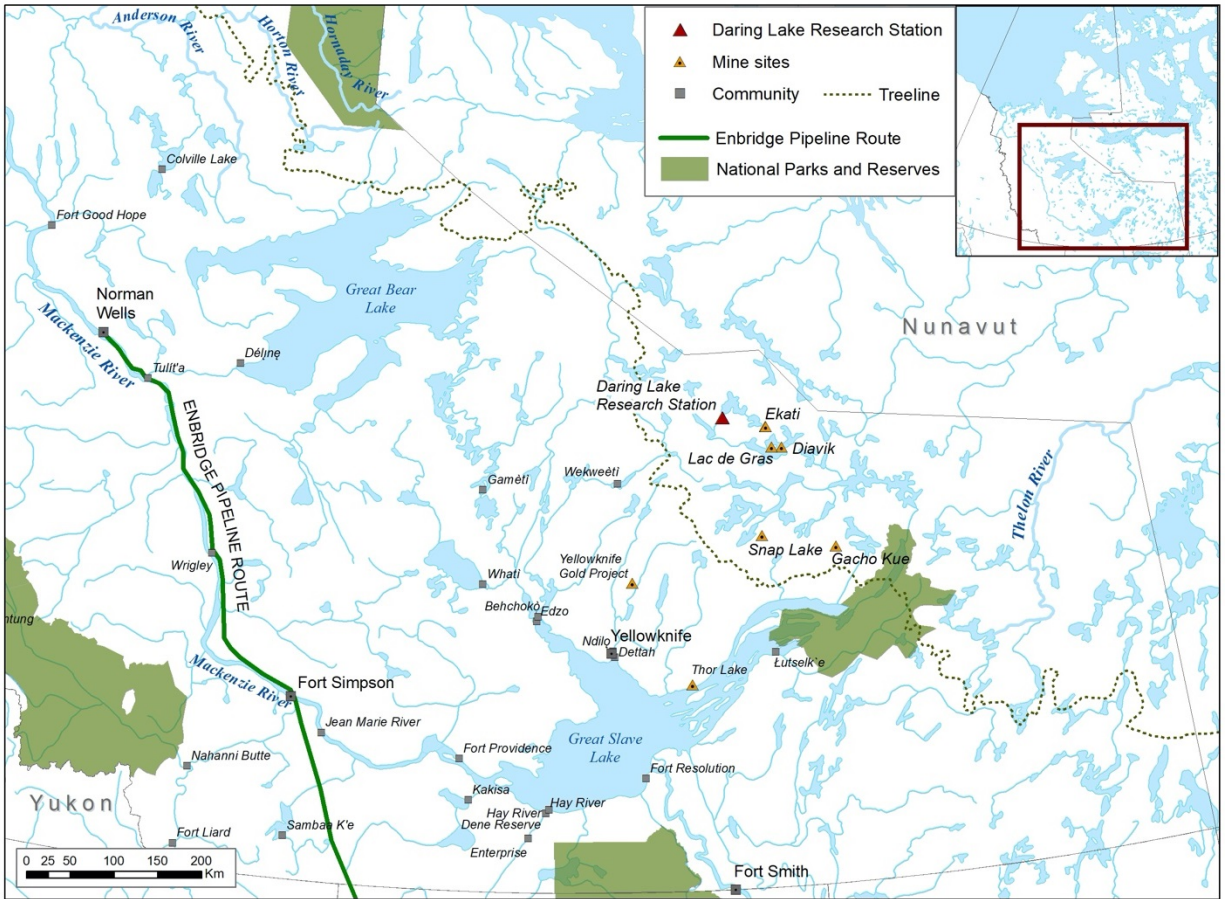 Anderson River
Horton River
Hornaday River
Daring Lake Research Station
Mine sites
Community
Treeline
Enbridge Pipeline Route
National Parks and Reserves
Colville Lake
Fort Good Hope
Great Bear
Lake
Norman
Wells
Mackenzie River
Tulít'a
Délįnę
Nunavut
Daring Lake
Research Station
Ekati
Lac de Gras
Diavik
ENBRIDGE PIPELINE ROUTE
Gamètì
Wekweètì
Thelon River
Wrigley
Snap Lake
Gacho Kue
Yellowknife
Gold Project
Whatì
Behchokò
Edzo
ntung
Ndilo
Yellowknife
Dettah
Łutselk'e
Thor Lake
Mackenzie River
Fort Simpson
Jean Marie River
Great Slave
Lake
Fort Providence
Nahanni Butte
Fort Resolution
Kakisa
Hay River
Hay River
Dene Reserve
Yukon
Fort Liard
Sambaa K'e
Enterprise
Fort Smith
0 25 50 100 150 200
Km